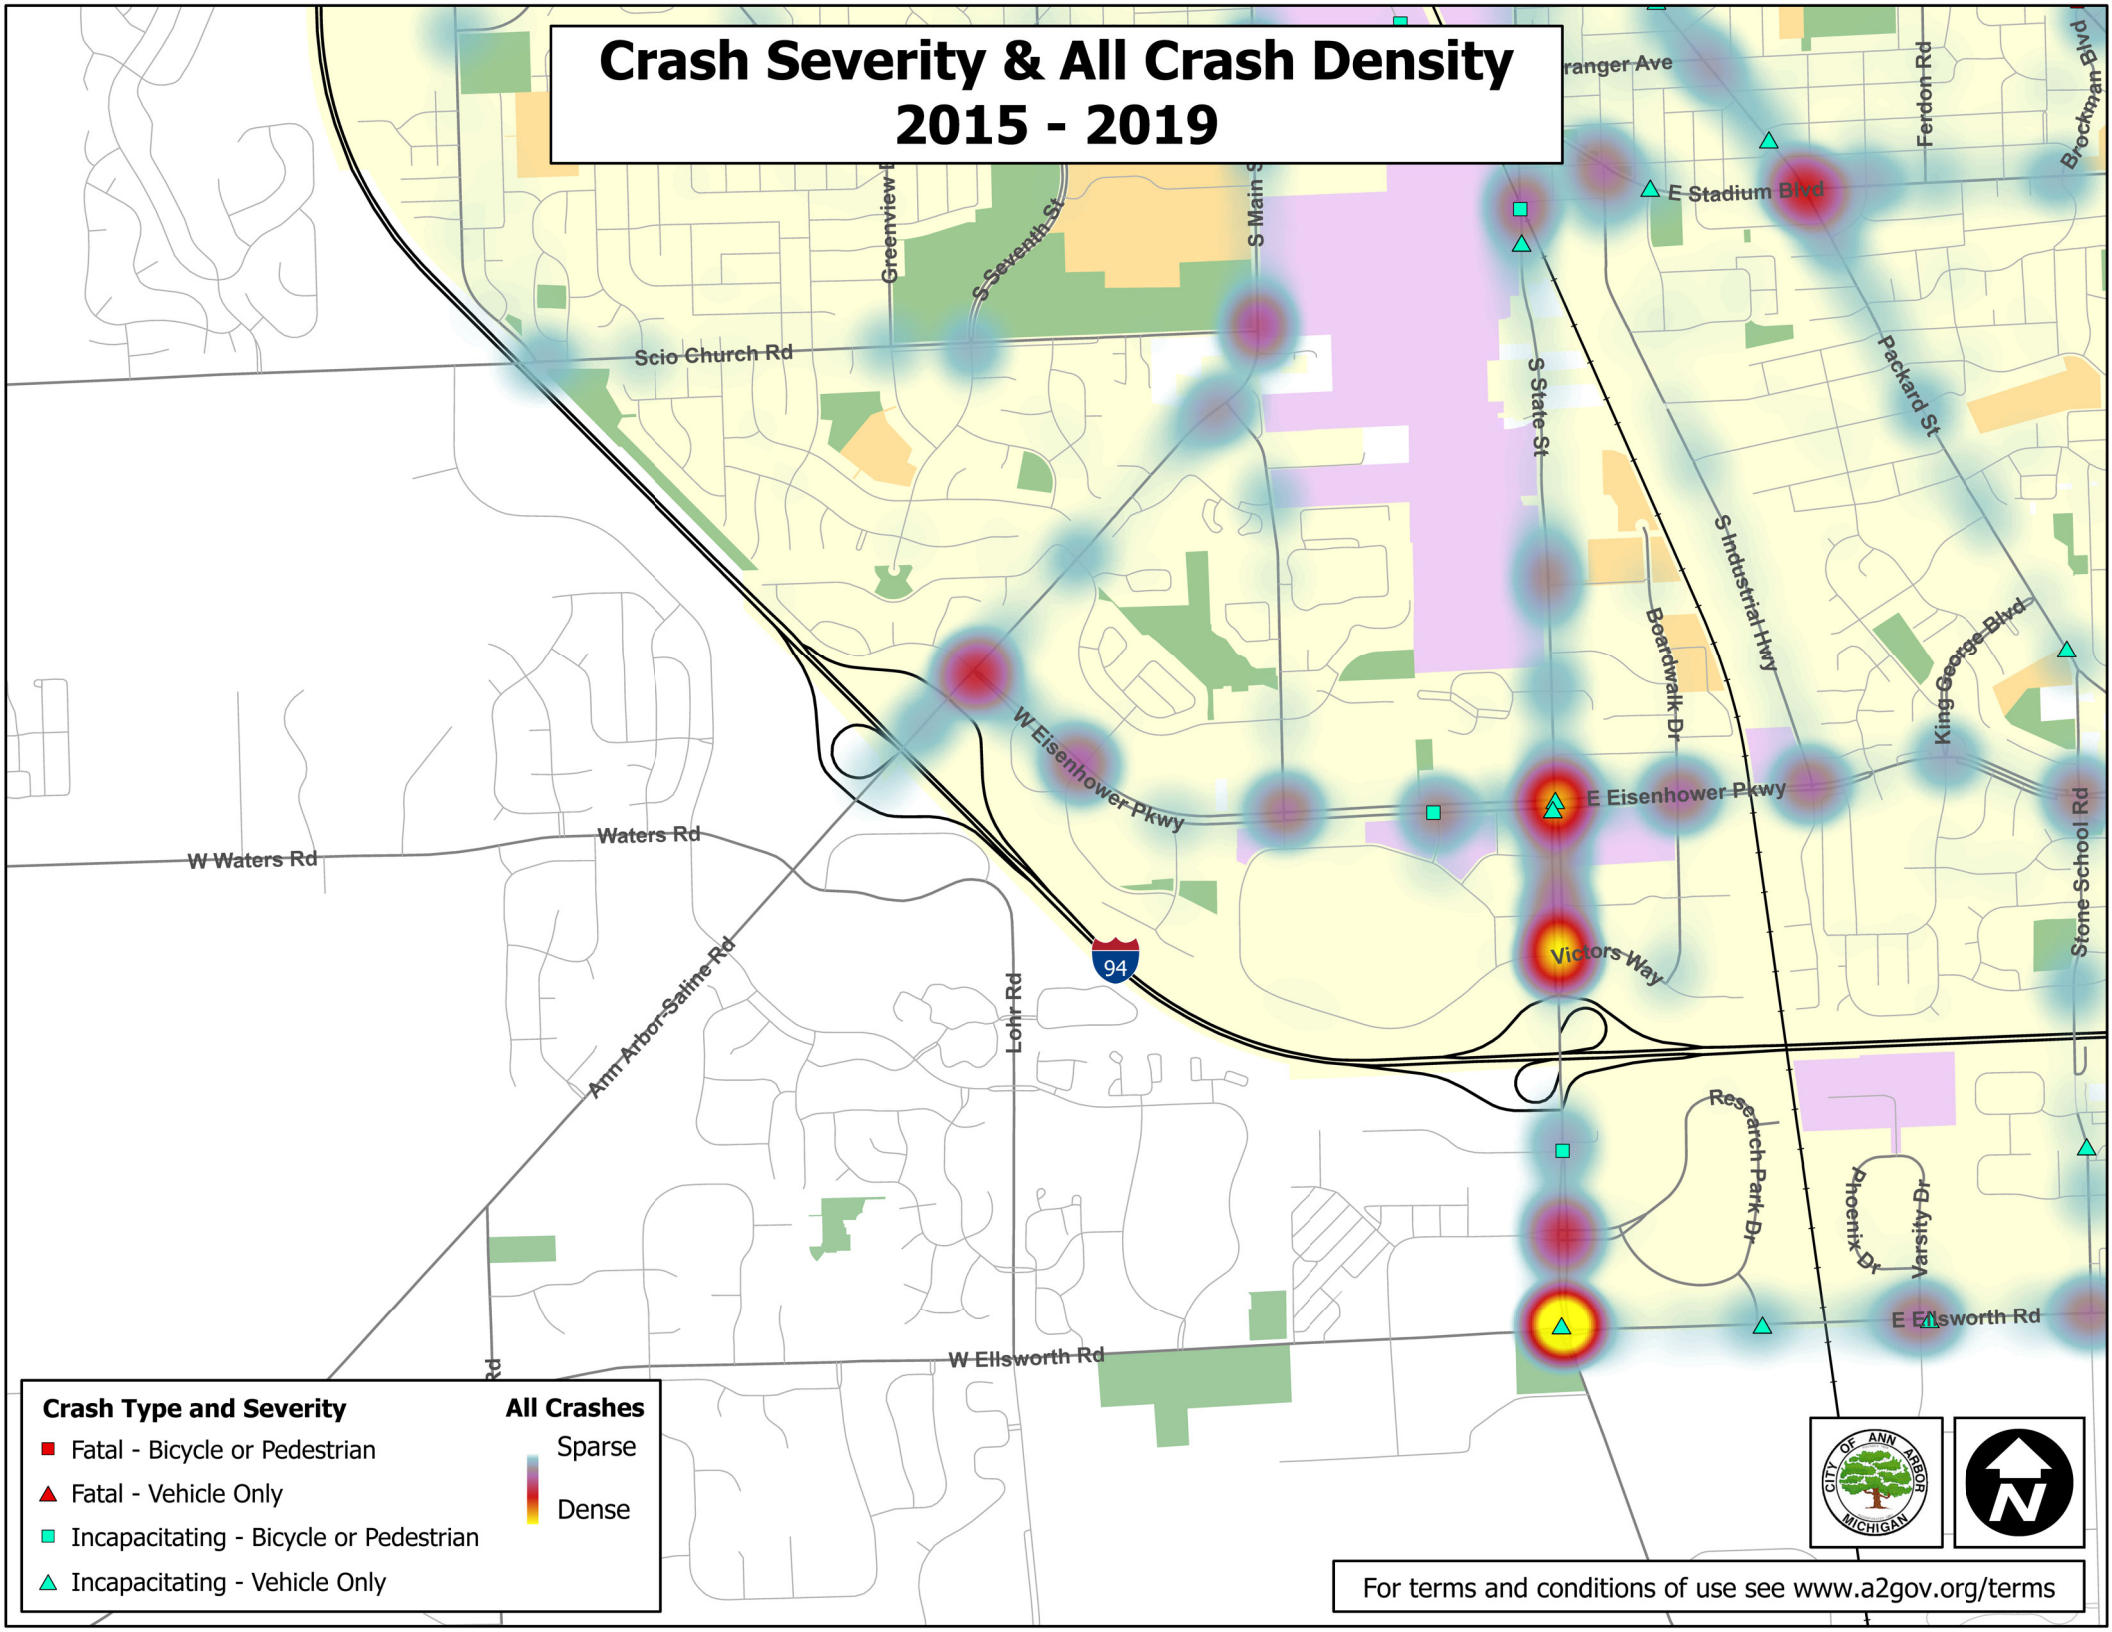 Crash Severity & All Crash Density
2015 - 2019
ranger Ave
Ferdon Rd
Brockman Blvd
E Stadium Blvd
Greenview
S Seventh St
S Main S
Scio Church Rd
S State St
Packard St
S Industrial Hwy
Boardwalk Dr
King George Blvd
W Eisenhower Pkwy
E Eisenhower Pkwy
Stone School Rd
W Waters Rd
Waters Rd
Victors Way
94
Ann Arbor-Saline Rd
Lohr Rd
Research Park Dr
Phoenix Dr
Varsity Dr
E Ellsworth Rd
W Ellsworth Rd
Rd
Crash Type and Severity
Fatal - Bicycle or Pedestrian
Fatal - Vehicle Only
Incapacitating - Bicycle or Pedestrian
Incapacitating - Vehicle Only
All Crashes
Sparse
Dense
CITY OF ANN ARBOR
MICHIGAN
N
For terms and conditions of use see www.a2gov.org/terms